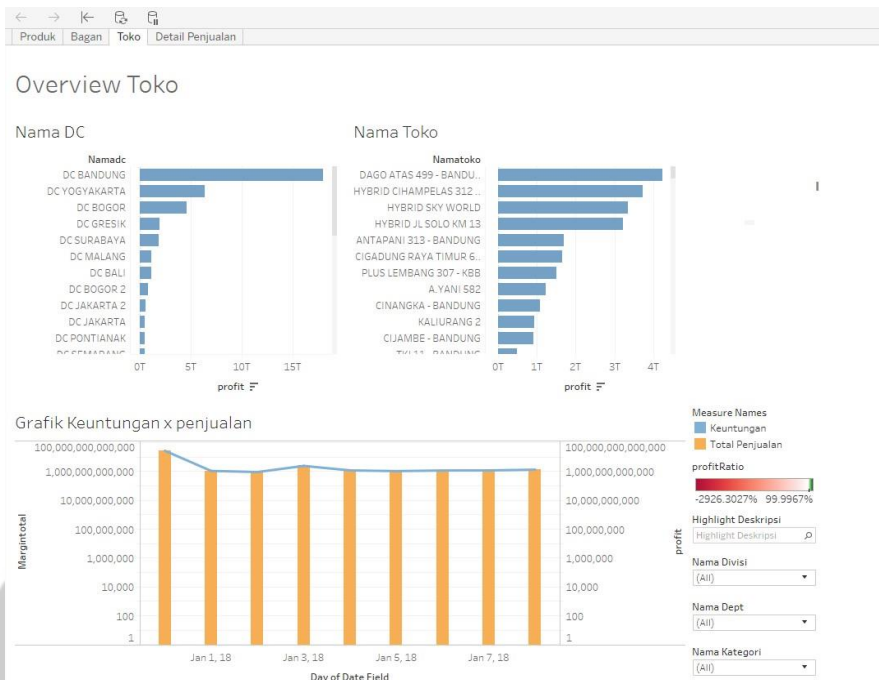 Produk Bagan Toko Detail Penjualan
Overview Toko
Nama DC
Namadc
DC BANDUNG
DC YOGYAKARTA
DC BOGOR
DC GRESIK
DC SURABAYA
DC MALANG
DC BALI
DC BOGOR 2
DC JAKARTA 2
DC JAKARTA
DC PONTIANAK
DC SEMARANG
0T 5T 10T 15T
profit
Nama Toko
Namatoko
DAGO ATAS 499 - BANDU..
HYBRID CIHAMPELAS 312 ..
HYBRID SKY WORLD
HYBRID JL SOLO KM 13
ANTAPANI 313 - BANDUNG
CIGADUNG RAYA TIMUR 6..
PLUS LEMBANG 307 - KBB
A.YANI 582
CINANGKA - BANDUNG
KALIURANG 2
CIJAMBE - BANDUNG
0T 1T 2T 3T 4T
profit
Grafik Keuntungan x penjualan
Margintotal
100,000,000,000,000
1,000,000,000,000
10,000,000,000
100,000,000
1,000,000
10,000
100
1
100,000,000,000,000
1,000,000,000,000
10,000,000,000
100,000,000
1,000,000
10,000
100
1
profit
Jan 1, 18 Jan 3, 18 Jan 5, 18 Jan 7, 18
Day of Date Field
Measure Names
Keuntungan
Total Penjualan
profitRatio
-2926.3027% 99.9967%
Highlight Deskripsi
Highlight Deskripsi
Nama Divisi
(All)
Nama Dept
(All)
Nama Kategori
(All)